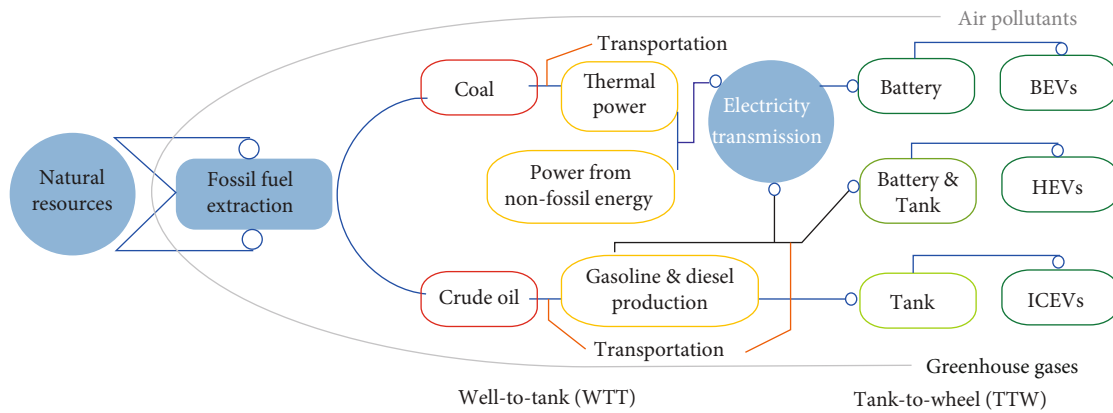 Air pollutants
Transportation
Coal
Thermal
power
Electricity
transmission
Battery
BEVs
Natural
resources
Fossil fuel
extraction
Power from
non-fossil energy
Battery &
Tank
HEVs
Crude oil
Gasoline & diesel
production
Tank
ICEVs
Transportation
Greenhouse gases
Well-to-tank (WTT)
Tank-to-wheel (TTW)